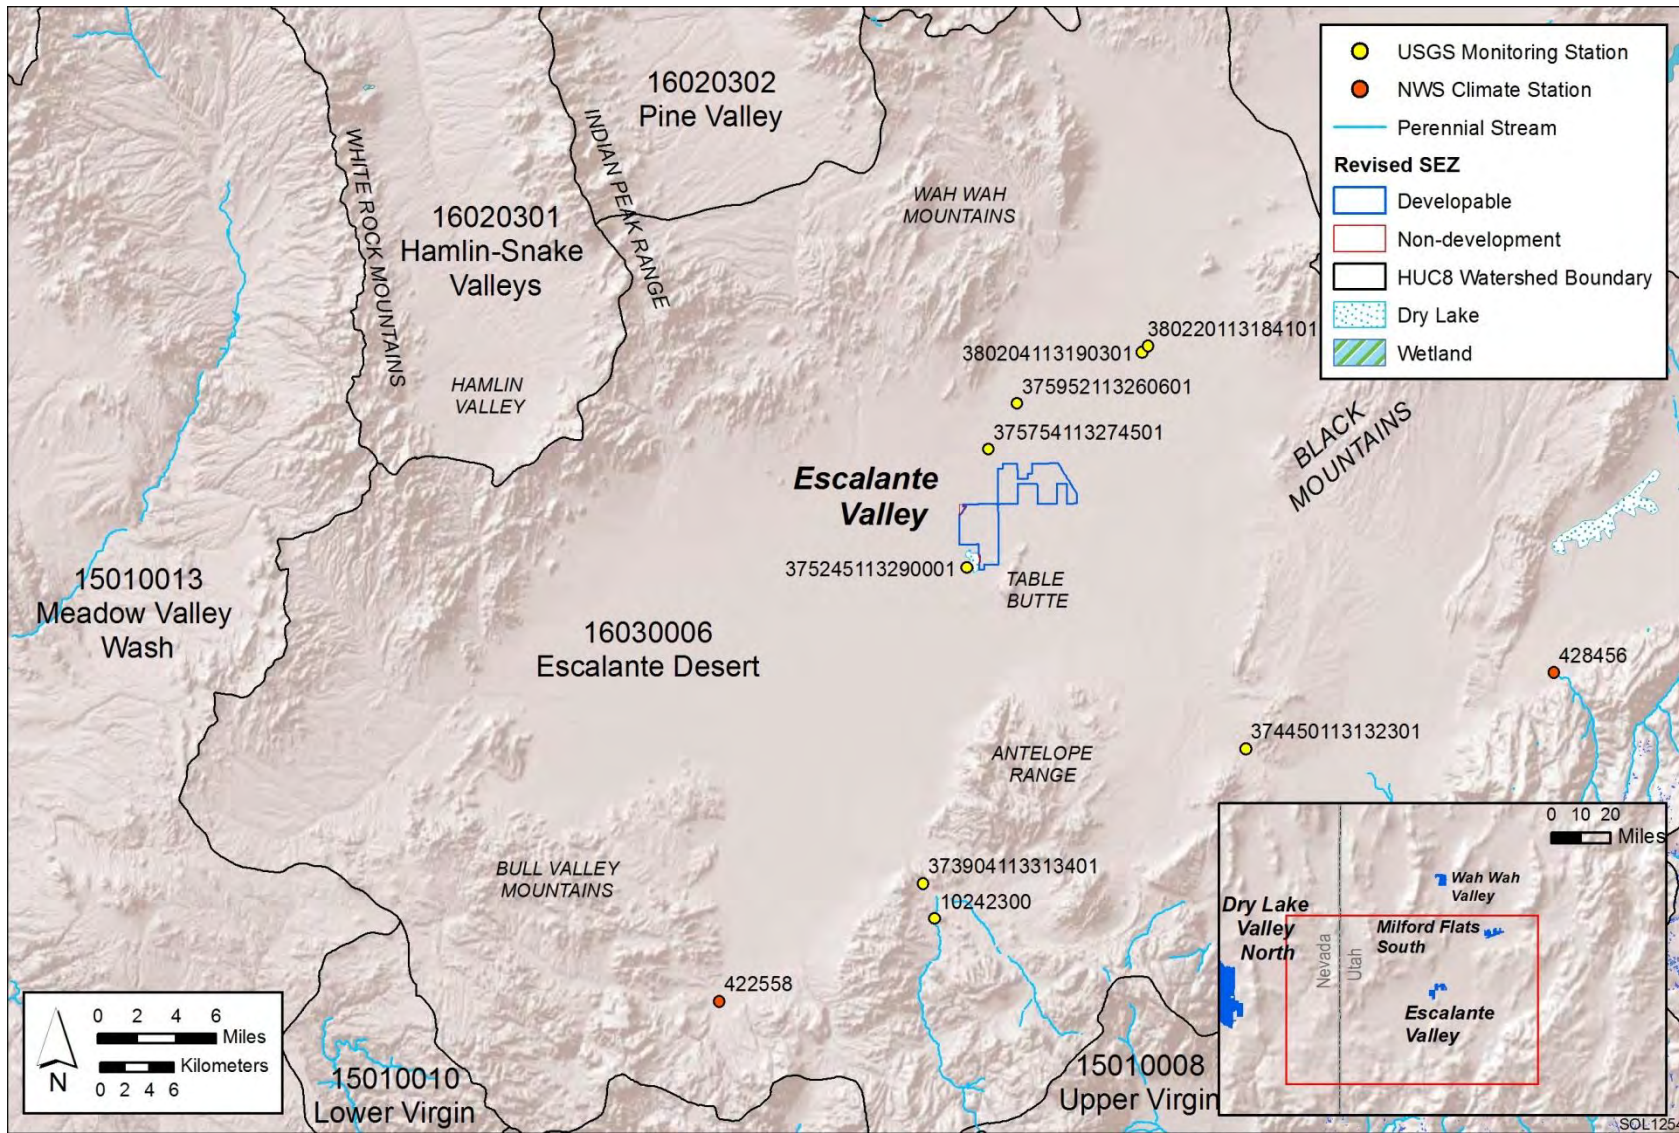 16020302
Pine Valley
WHITE ROCK MOUNTAINS
INDIAN PEAK RANGE
16020301
Hamlin-Snake
Valleys
WAH WAH
MOUNTAINS
HAMLIN
VALLEY
USGS Monitoring Station
NWS Climate Station
Perennial Stream
Revised SEZ
Developable
Non-development
HUC8 Watershed Boundary
Dry Lake
Wetland
380220113184101
380204113190301
375952113260601
375754113274501
BLACK
MOUNTAINS
Escalante
Valley
375245113290001
TABLE
BUTTE
15010013
Meadow Valley
Wash
16030006
Escalante Desert
428456
374450113132301
ANTELOPE
RANGE
BULL VALLEY
MOUNTAINS
373904113313401
10242300
422558
15010010
Lower Virgin
15010008
Upper Virgin
0 2 4 6
Miles
Kilometers
0 2 4 6
N
0 10 20
Miles
Wah Wah
Valley
Dry Lake
Valley
North
Milford Flats
South
Nevada
Utah
Escalante
Valley
SOL125